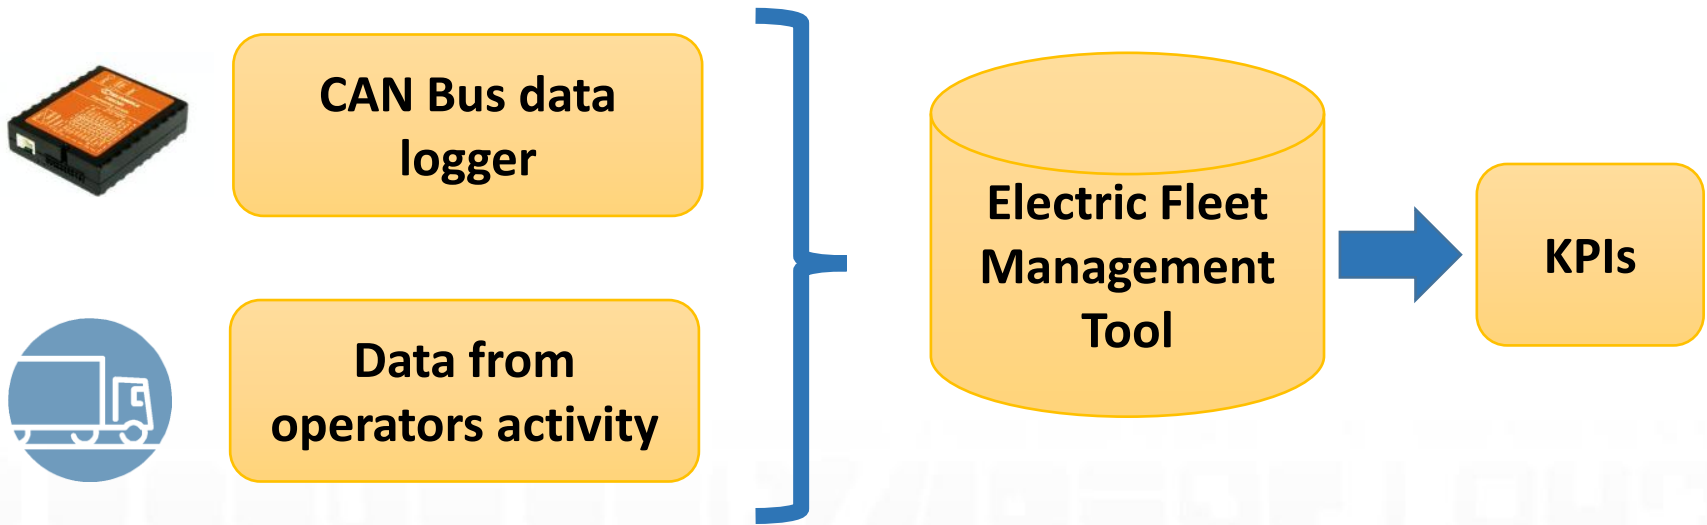 CAN Bus data
logger
Data from
operators activity
Electric Fleet
Management
Tool
KPIs